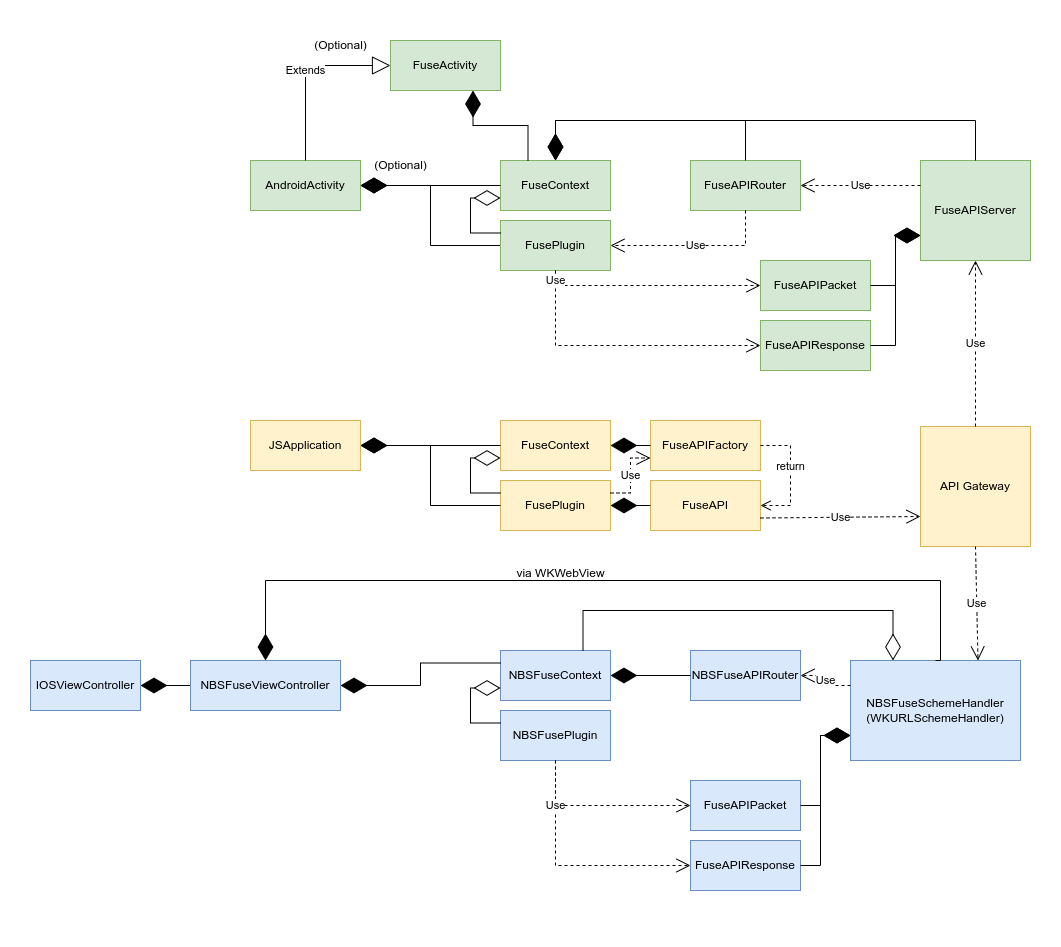 (Optional)
FuseActivity
Extends
(Optional)
AndroidActivity
FuseContext
FuseAPIRouter
Use
FuseAPIServer
FusePlugin
Use
Use
FuseAPIPacket
FuseAPIResponse
Use
JSApplication
FuseContext
FuseAPIFactory
return
Use
API Gateway
FusePlugin
FuseAPI
Use
via WKWebView
Use
IOSViewController
NBSFuseViewController
NBSFuseContext
NBSFuseAPIRouter
Use
NBSFuseSchemeHandler
(WKURLSchemeHandler)
NBSFusePlugin
Use
FuseAPIPacket
FuseAPIResponse